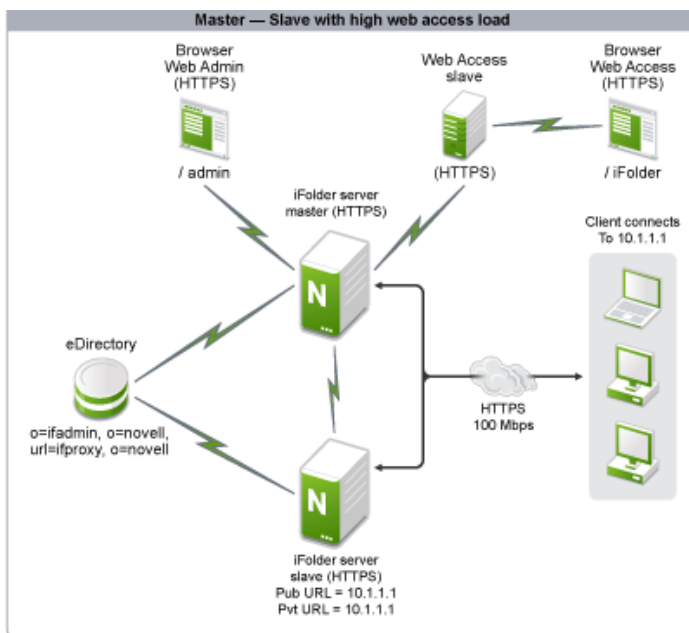 Master — Slave with high web access load
Browser
Web Admin
(HTTPS)
/ admin
Web Access
slave
(HTTPS)
Browser
Web Access
(HTTPS)
/ iFolder
iFolder server
master (HTTPS)
N
Client connects
To 10.1.1.1
eDirectory
o=ifadmin, o=novell,
url=ifproxy, o=novell
HTTPS
100 Mbps
N
iFolder server
slave (HTTPS)
Pub URL = 10.1.1.1
Pvt URL = 10.1.1.1